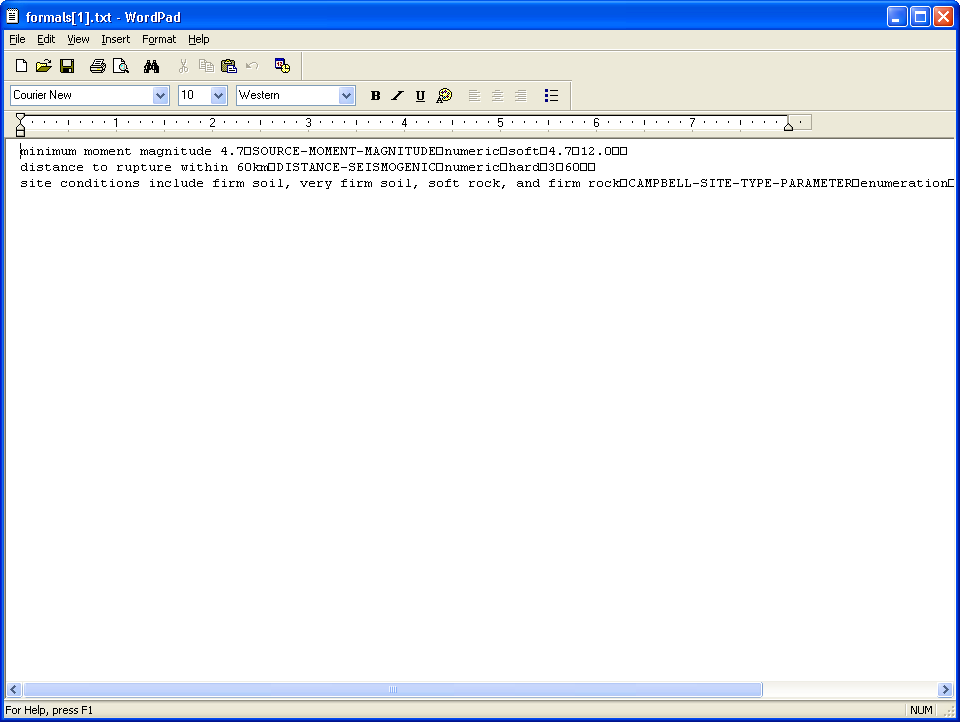 formals[1].txt - WordPad
File Edit View Insert Format Help
Courier New 10 Western B I U
1 2 3 4 5 6 7
minimum moment magnitude 4.7□SOURCE-MOMENT-MAGNITUDE□numeric□soft□4.7□12.0□□
distance to rupture within 60km□DISTANCE-SEISMOGENIC□numeric□hard□3□60□□
site conditions include firm soil, very firm soil, soft rock, and firm rock□CAMPBELL-SITE-TYPE-PARAMETER□enumeration□
For Help, press F1 NUM